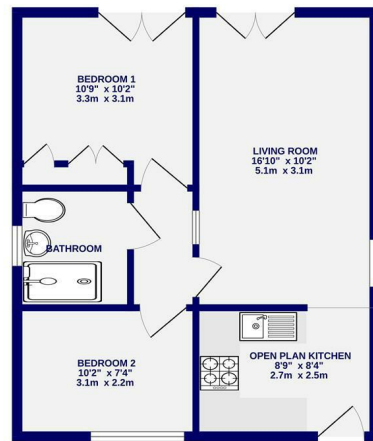 BEDROOM 1
10'9" x 10'2"
3.3m x 3.1m
LIVING ROOM
16'10" x 10'2"
5.1m x 3.1m
BATHROOM
BEDROOM 2
10'2" x 7'4"
3.1m x 2.2m
OPEN PLAN KITCHEN
8'9" x 8'4"
2.7m x 2.5m